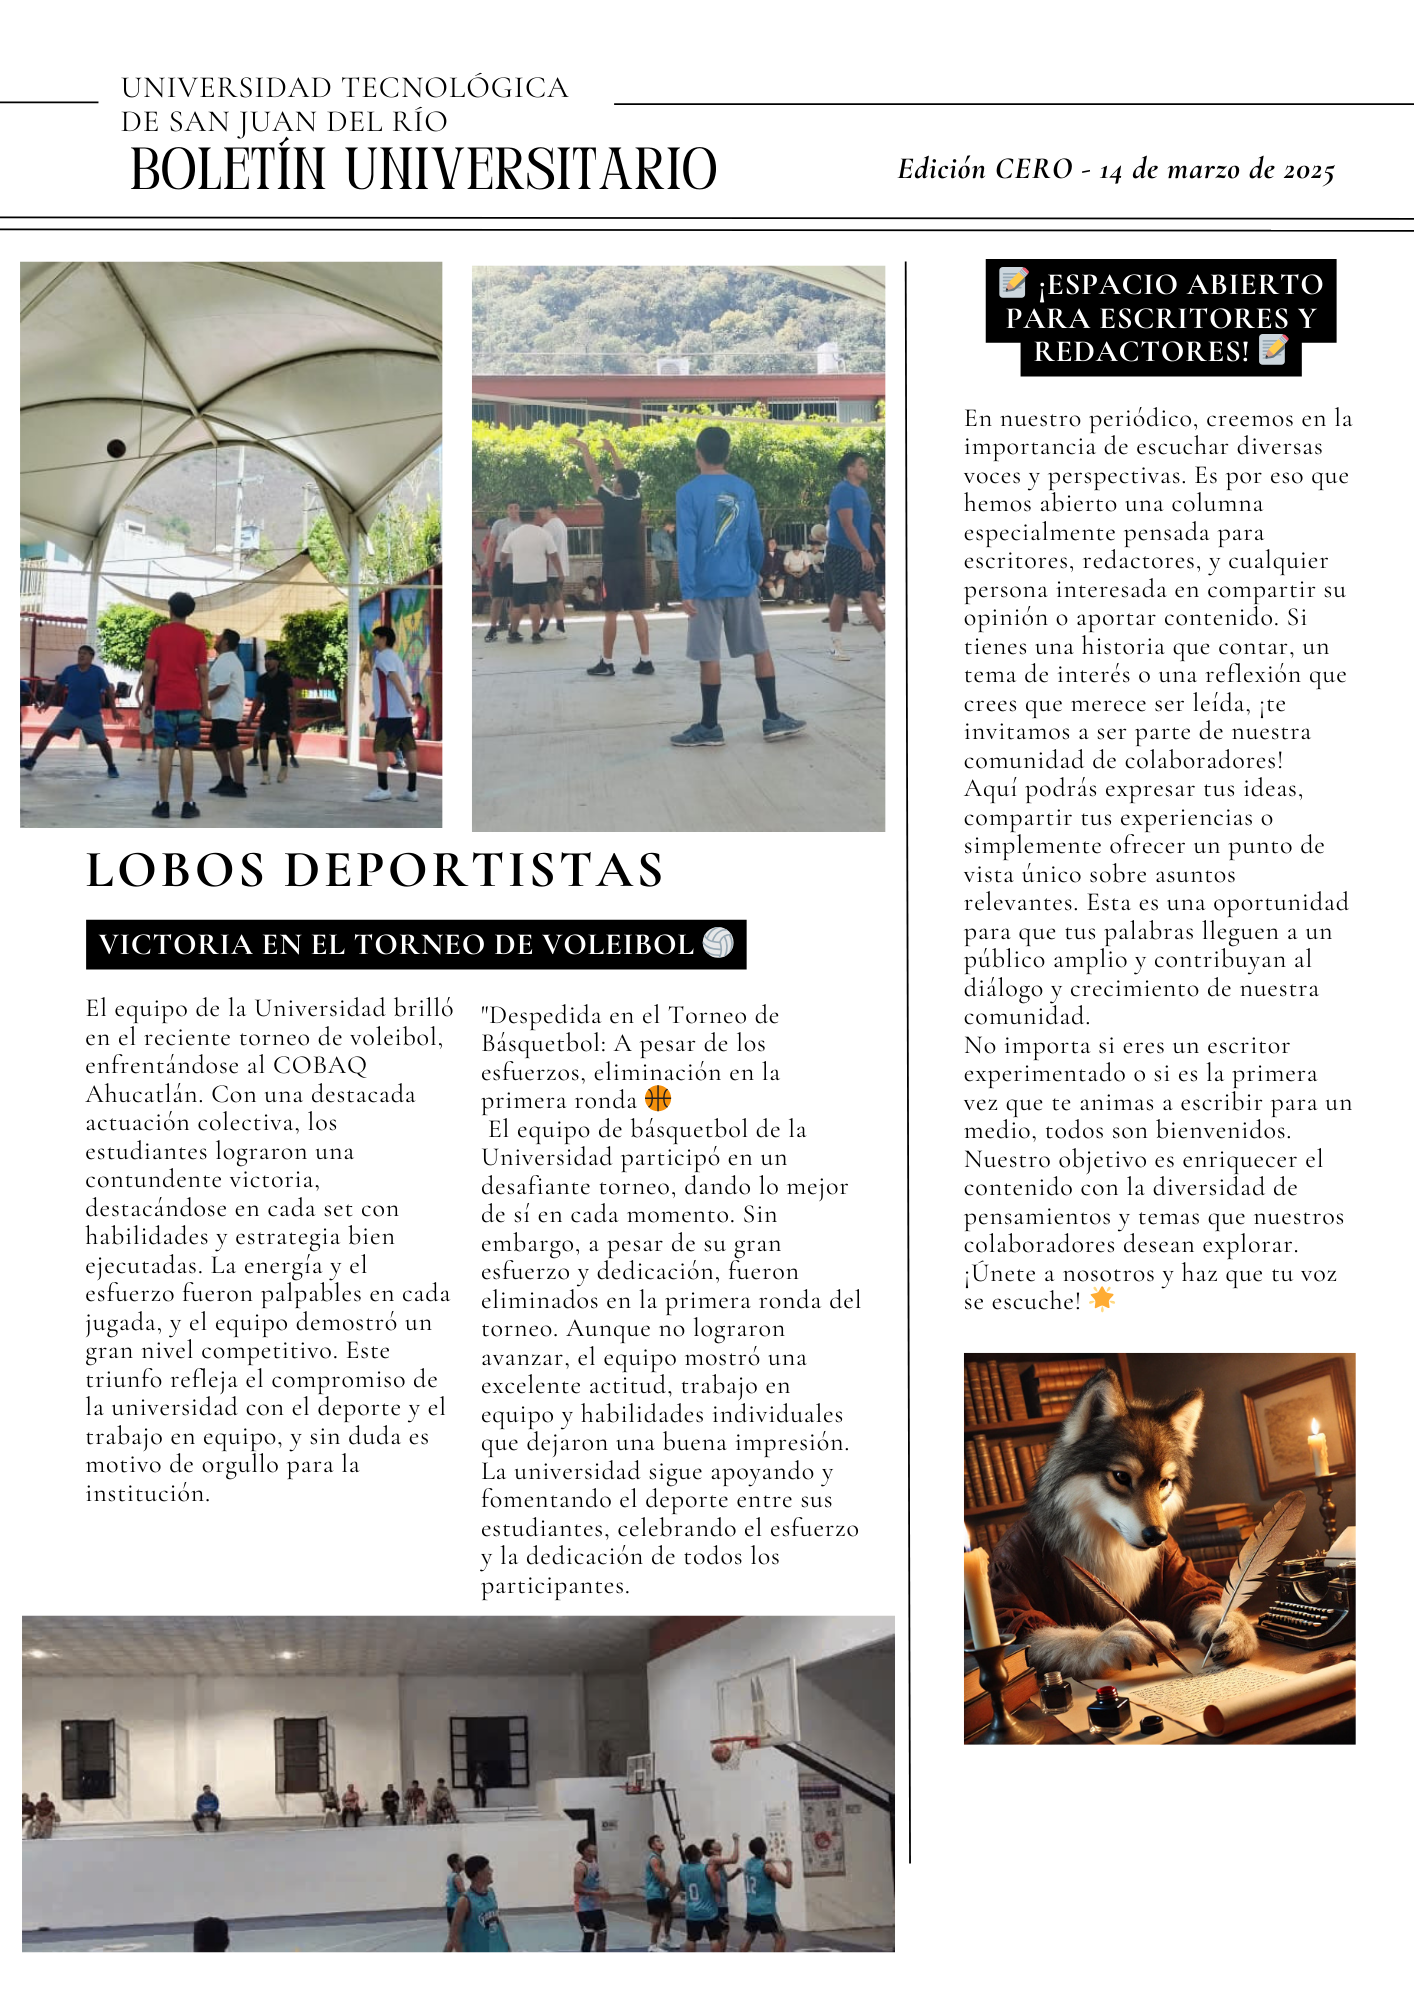 UNIVERSIDAD TECNOLÓGICA
DE SAN JUAN DEL RÍO
BOLETÍN UNIVERSITARIO
Edición CERO - 14 de marzo de 2025
LOBOS DEPORTISTAS
VICTORIA EN EL TORNEO DE VOLEIBOL 🏐
El equipo de la Universidad brilló
en el reciente torneo de voleibol,
enfrentándose al COBAQ
Ahucatlán. Con una destacada
actuación colectiva, los
estudiantes lograron una
contundente victoria,
destacándose en cada set con
habilidades y estrategia bien
ejecutadas. La energía y el
esfuerzo fueron palpables en cada
jugada, y el equipo demostró un
gran nivel competitivo. Este
triunfo refleja el compromiso de
la universidad con el deporte y el
trabajo en equipo, y sin duda es
motivo de orgullo para la
institución.
"Despedida en el Torneo de
Básquetbol: A pesar de los
esfuerzos, eliminación en la
primera ronda 🏀
El equipo de básquetbol de la
Universidad participó en un
desafiante torneo, dando lo mejor
de sí en cada momento. Sin
embargo, a pesar de su gran
esfuerzo y dedicación, fueron
eliminados en la primera ronda del
torneo. Aunque no lograron
avanzar, el equipo mostró una
excelente actitud, trabajo en
equipo y habilidades individuales
que dejaron una buena impresión.
La universidad sigue apoyando y
fomentando el deporte entre sus
estudiantes, celebrando el esfuerzo
y la dedicación de todos los
participantes.
0
12
📝 ¡ESPACIO ABIERTO
PARA ESCRITORES Y
REDACTORES! 📝
En nuestro periódico, creemos en la
importancia de escuchar diversas
voces y perspectivas. Es por eso que
hemos abierto una columna
especialmente pensada para
escritores, redactores, y cualquier
persona interesada en compartir su
opinión o aportar contenido. Si
tienes una historia que contar, un
tema de interés o una reflexión que
crees que merece ser leída, ¡te
invitamos a ser parte de nuestra
comunidad de colaboradores!
Aquí podrás expresar tus ideas,
compartir tus experiencias o
simplemente ofrecer un punto de
vista único sobre asuntos
relevantes. Esta es una oportunidad
para que tus palabras lleguen a un
público amplio y contribuyan al
diálogo y crecimiento de nuestra
comunidad.
No importa si eres un escritor
experimentado o si es la primera
vez que te animas a escribir para un
medio, todos son bienvenidos.
Nuestro objetivo es enriquecer el
contenido con la diversidad de
pensamientos y temas que nuestros
colaboradores desean explorar.
¡Únete a nosotros y haz que tu voz
se escuche! 🌟